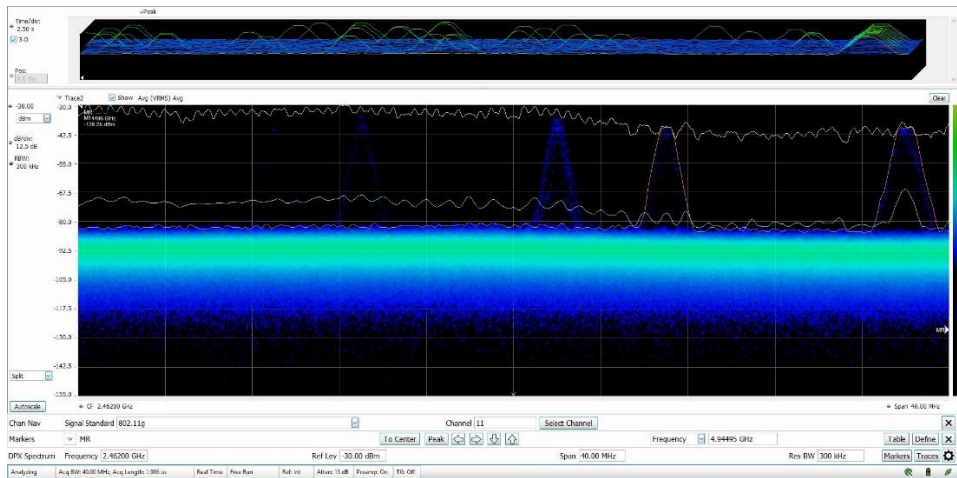 +Peak
Time/div:
2.50 s
3-D
Pos:
-30.00
dBm
dB/div:
12.5 dB
RBW:
300 kHz
Trace2 Show Avg (VRMS) Avg Clear
MR
-42.5
-55.0
-67.5
-80.0
-92.5
-105.0
-117.5
-130.0
-142.5
-155.0
MR
Split
Autoscale CF 2.46200 GHz Span 40.00 MHz
Chan Nav Signal Standard 802.11g Channel 11 Select Channel
Markers MR To Center Peak Frequency 4.94495 GHz Table Define
DPX Spectrum Frequency 2.46200 GHz Ref Lev -30.00 dBm Span 40.00 MHz Res BW 300 kHz Markers Traces
Analyzing Acq BW: 40.00 MHz, Acq Length: Real Time Free Run Ref: Int Atten: 15 dB Preamp: On TG: Off